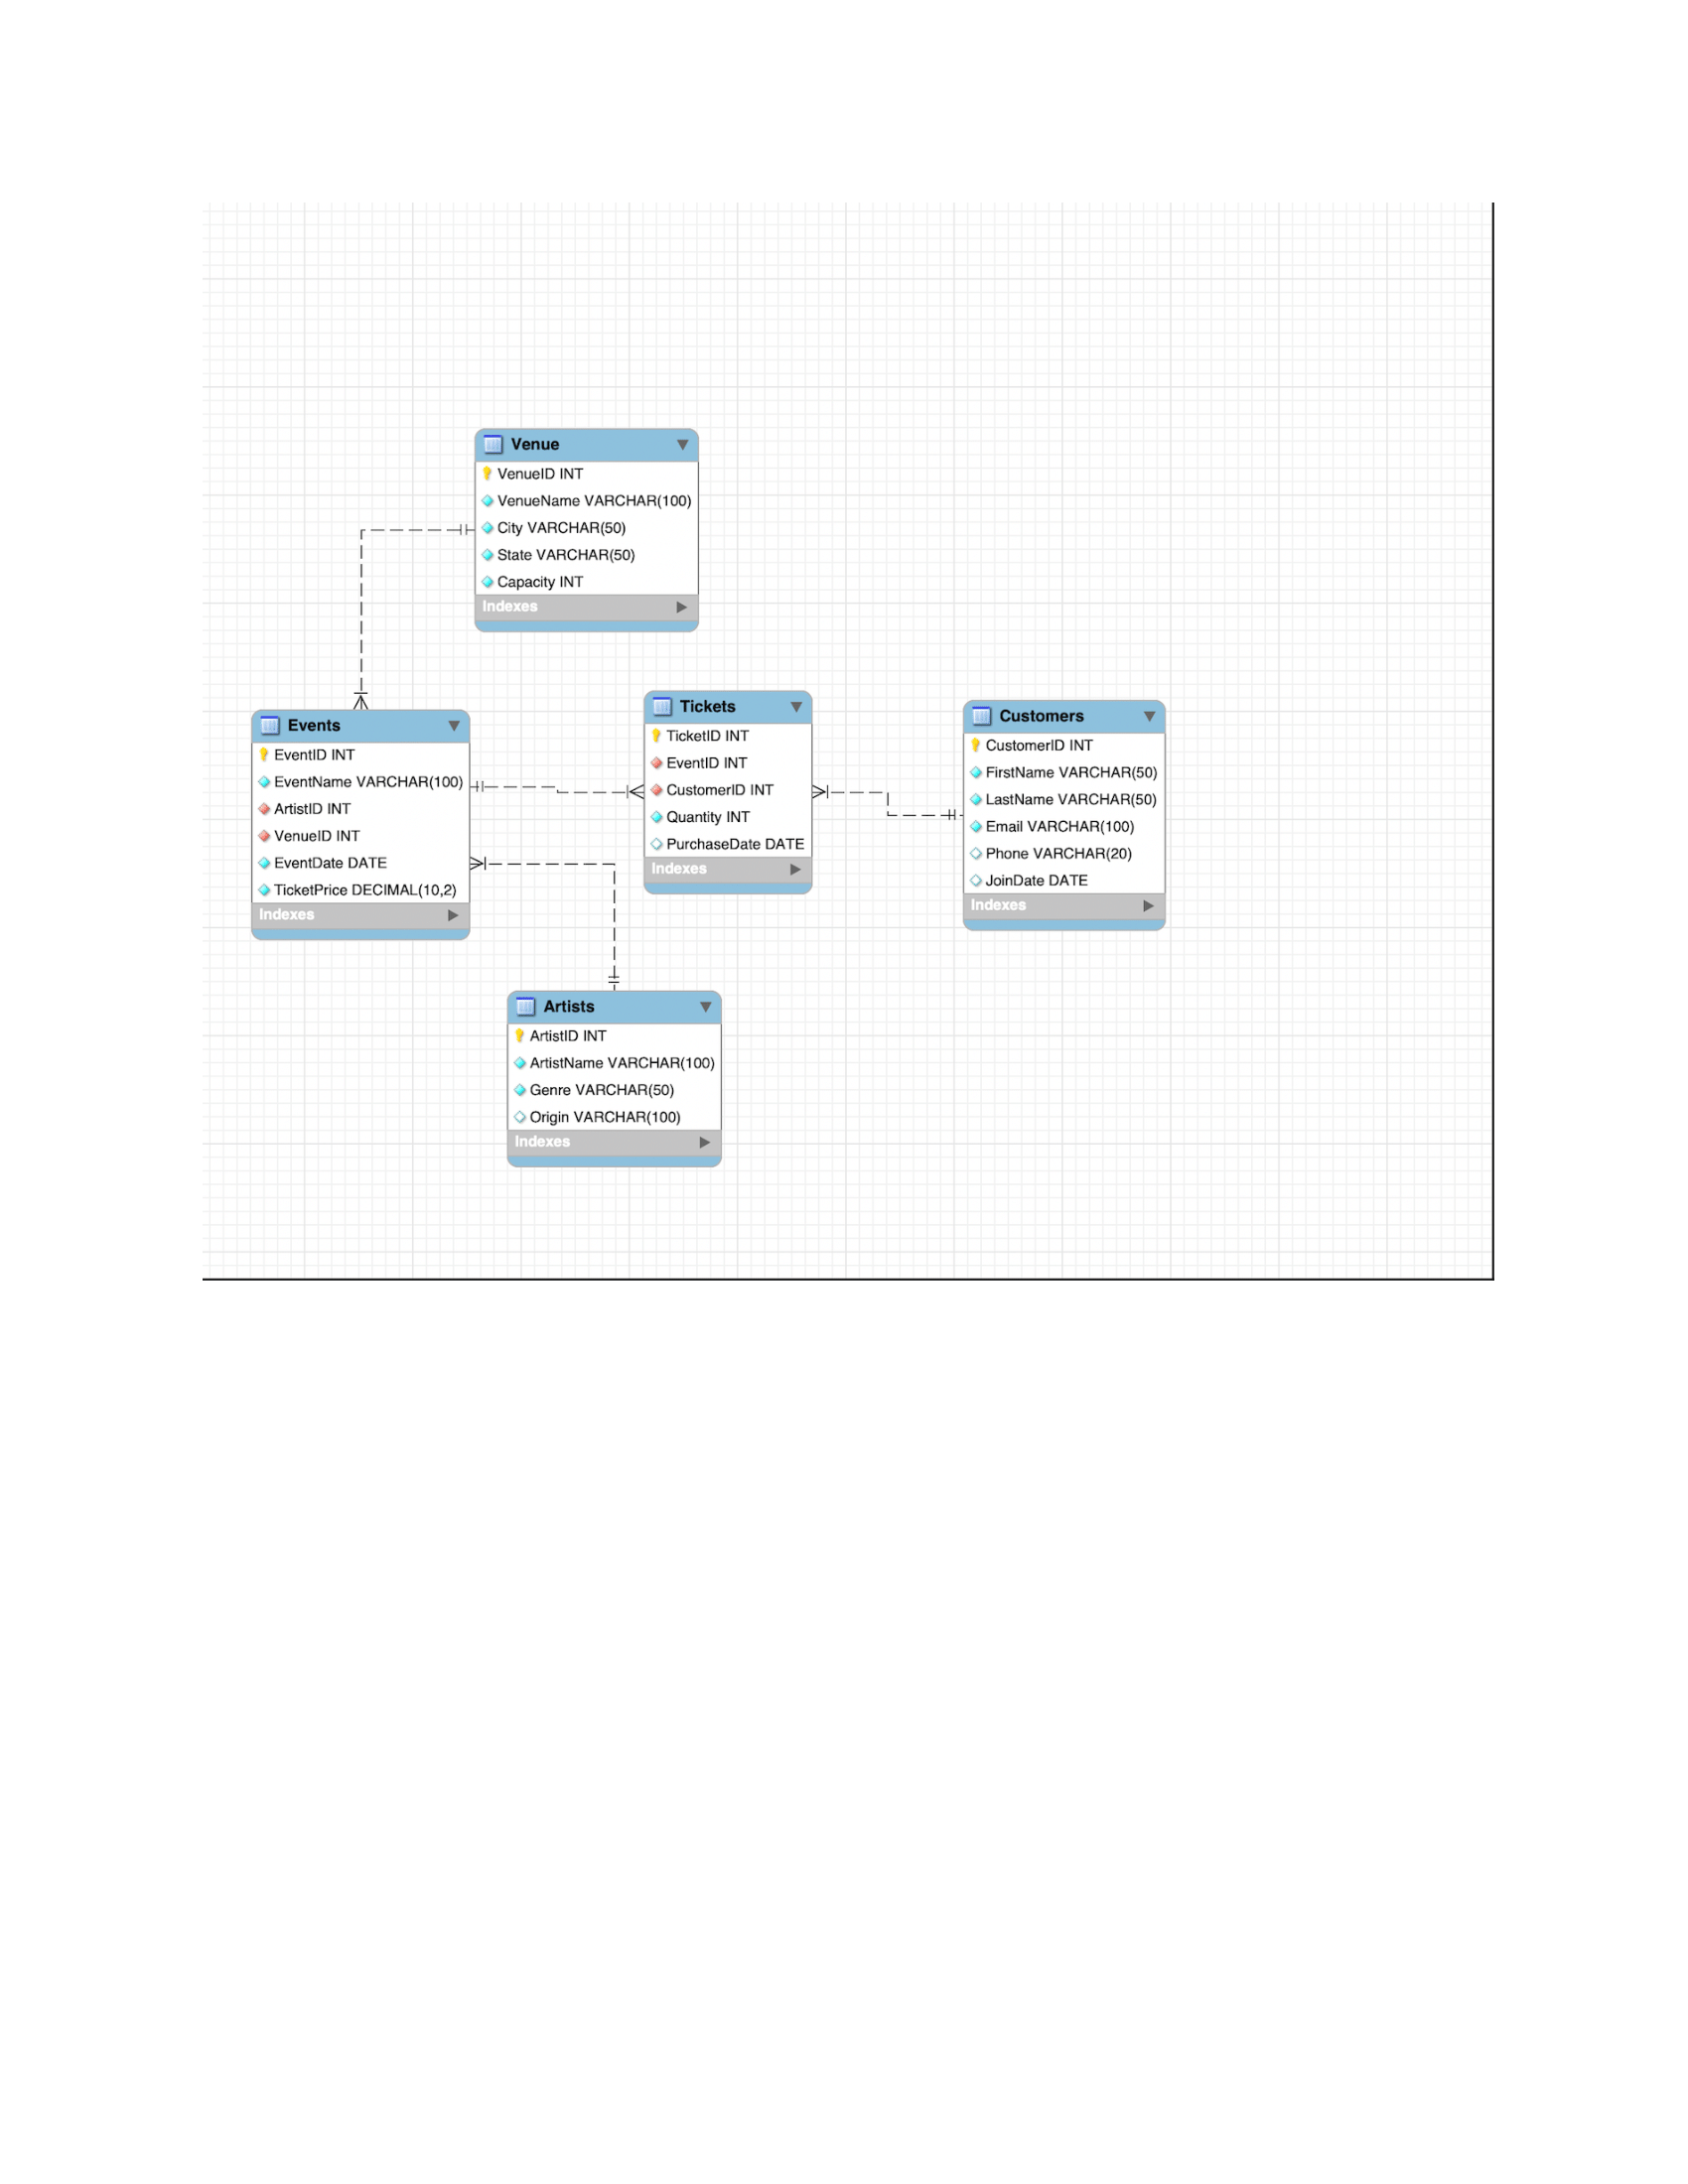 Venue
VenueID INT
VenueName VARCHAR(100)
City VARCHAR(50)
State VARCHAR(50)
Capacity INT
Indexes
Events
EventID INT
EventName VARCHAR(100)
ArtistID INT
VenueID INT
EventDate DATE
TicketPrice DECIMAL(10,2)
Indexes
Tickets
TicketID INT
EventID INT
CustomerID INT
Quantity INT
PurchaseDate DATE
Indexes
Customers
CustomerID INT
FirstName VARCHAR(50)
LastName VARCHAR(50)
Email VARCHAR(100)
Phone VARCHAR(20)
JoinDate DATE
Indexes
Artists
ArtistID INT
ArtistName VARCHAR(100)
Genre VARCHAR(50)
Origin VARCHAR(100)
Indexes